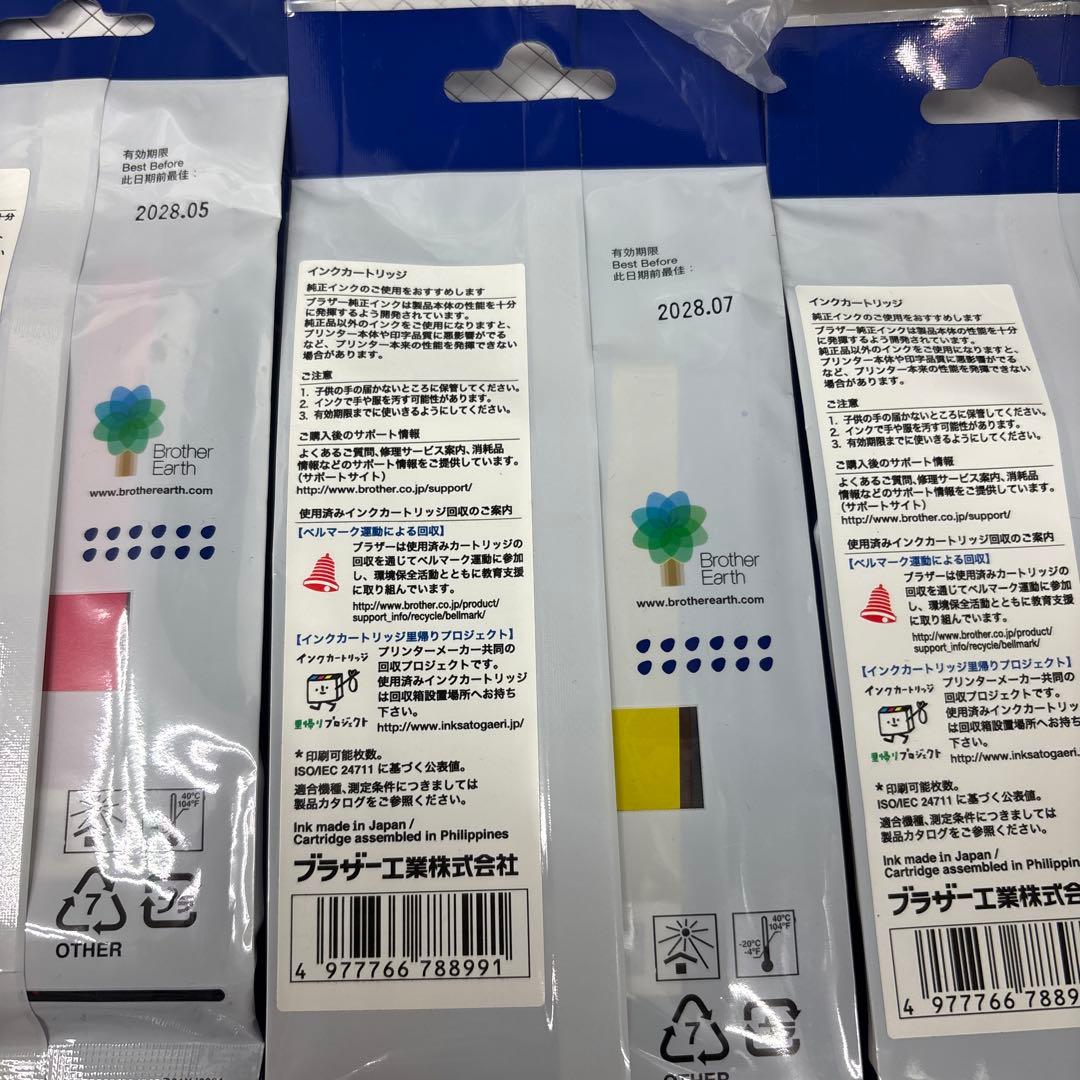 有効期限
Best Before
此日期前最佳:
2028.05
Brother
Earth
www.brotherearth.com
40°C
104°F
7
プラ
OTHER
インクカートリッジ
純正インクのご使用をおすすめします
ブラザー純正インクは製品本体の性能を十分
に発揮するよう開発されています。
純正品以外のインクをご使用になりますと、
プリンター本体や印字品質に悪影響がでる
など、プリンター本来の性能を発揮できない
場合があります。
ご注意
1. 子供の手の届かないところに保管してください。
2. インクで手や服を汚す可能性があります。
3. 有効期限までに使いきるようにしてください。
ご購入後のサポート情報
よくあるご質問、修理サービス案内、消耗品
情報などのサポート情報をご提供しています。
(サポートサイト)
http://www.brother.co.jp/support/
使用済みインクカートリッジ回収のご案内
【ベルマーク運動による回収】
ブラザーは使用済みカートリッジの
回収を通じてベルマーク運動に参加
し、環境保全活動とともに教育支援
に取り組んでいます。
http://www.brother.co.jp/product/
support_info/recycle/bellmark/
【インクカートリッジ里帰りプロジェクト】
インクカートリッジ
里帰りプロジェクト
プリンターメーカー共同の
回収プロジェクトです。
使用済みインクカートリッジ
は回収箱設置場所へお持ち
下さい。
http://www.inksatogaeri.jp/
*印刷可能枚数。
ISO/IEC 24711 に基づく公表値。
適合機種、測定条件につきましては
製品カタログをご参照ください。
Ink made in Japan /
Cartridge assembled in Philippines
ブラザー工業株式会社
4 977766 788991
有効期限
Best Before
此日期前最佳:
2028.07
Brother
Earth
www.brotherearth.com
40°C
104°F
-20°C
-4°F
7
OTHER
インクカートリッジ
純正インクのご使用をおすすめします
ブラザー純正インクは製品本体の性能を十分
に発揮するよう開発されています。
純正品以外のインクをご使用になりますと、
プリンター本体や印字品質に悪影響がでる
など、プリンター本来の性能を発揮できない
場合があります。
ご注意
1. 子供の手の届かないところに保管してください。
2. インクで手や服を汚す可能性があります。
3. 有効期限までに使いきるようにしてください。
ご購入後のサポート情報
よくあるご質問、修理サービス案内、消耗品
情報などのサポート情報をご提供しています。
(サポートサイト)
http://www.brother.co.jp/support/
使用済みインクカートリッジ回収のご案内
【ベルマーク運動による回収】
ブラザーは使用済みカートリッジの
回収を通じてベルマーク運動に参加
し、環境保全活動とともに教育支援
に取り組んでいます。
http://www.brother.co.jp/product/
support_info/recycle/bellmark/
【インクカートリッジ里帰りプロジェクト】
インクカートリッジ
里帰りプロジェクト
プリンターメーカー共同の
回収プロジェクトです。
使用済みインクカートリッ
は回収箱設置場所へお持
下さい。
http://www.inksatogaeri.
*印刷可能枚数。
ISO/IEC 24711 に基づく公表値。
適合機種、測定条件につきましては
製品カタログをご参照ください。
Ink made in Japan /
Cartridge assembled in Philippin
ブラザー工業株式会
4 977766 7889